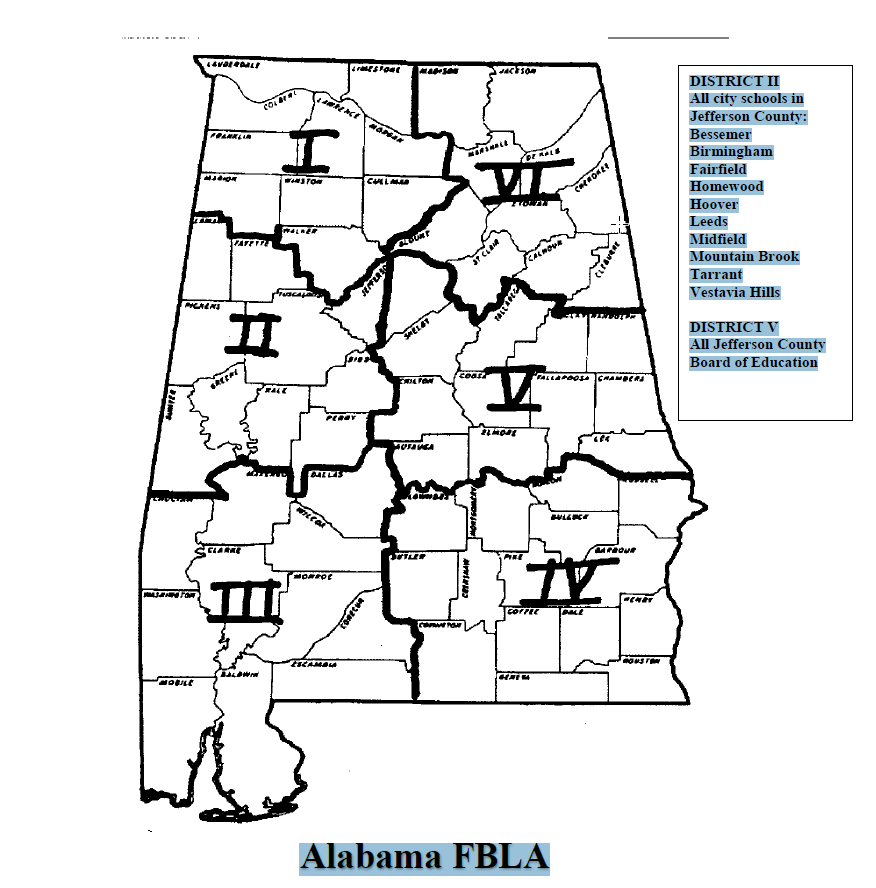 LAUDERDALE
LIMESTONE
MADISON
JACKSON
COLBERT
LAWRENCE
MORGAN
FRANKLIN
I
MARSHALL
DE KALB
CHEROKEE
MARION
WINSTON
CULLMAN
VI
ETOWAH
LAMAR
FAYETTE
WALKER
BLOUNT
ST CLAIR
CALHOUN
CLEBURNE
JEFFERSON
TUSCALOOSA
TALLADEGA
PICKENS
II
SHELBY
CLAY
RANDOLPH
BIBB
GREENE
HALE
CHILTON
COOSA
V
TALLAPOOSA
CHAMBERS
SUMTER
PERRY
AUTAUGA
ELMORE
LEE
MARENGO
DALLAS
MACON
RUSSELL
CHOCTAW
LOWNDES
MONTGOMERY
WILCOX
BULLOCK
CLARKE
BUTLER
PIKE
BARBOUR
MONROE
CRENSHAW
IV
WASHINGTON
III
CONECUH
COFFEE
DALE
HENRY
COVINGTON
ESCAMBIA
HOUSTON
MOBILE
BALDWIN
GENEVA
DISTRICT II
All city schools in
Jefferson County:
Bessemer
Birmingham
Fairfield
Homewood
Hoover
Leeds
Midfield
Mountain Brook
Tarrant
Vestavia Hills
DISTRICT V
All Jefferson County
Board of Education
Alabama FBLA